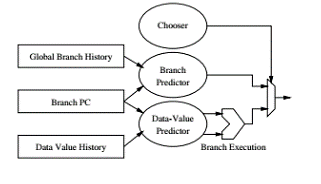 Chooser
Global Branch History
Branch
Predictor
Branch PC
Data-Value
Predictor
Data Value History
Branch Execution